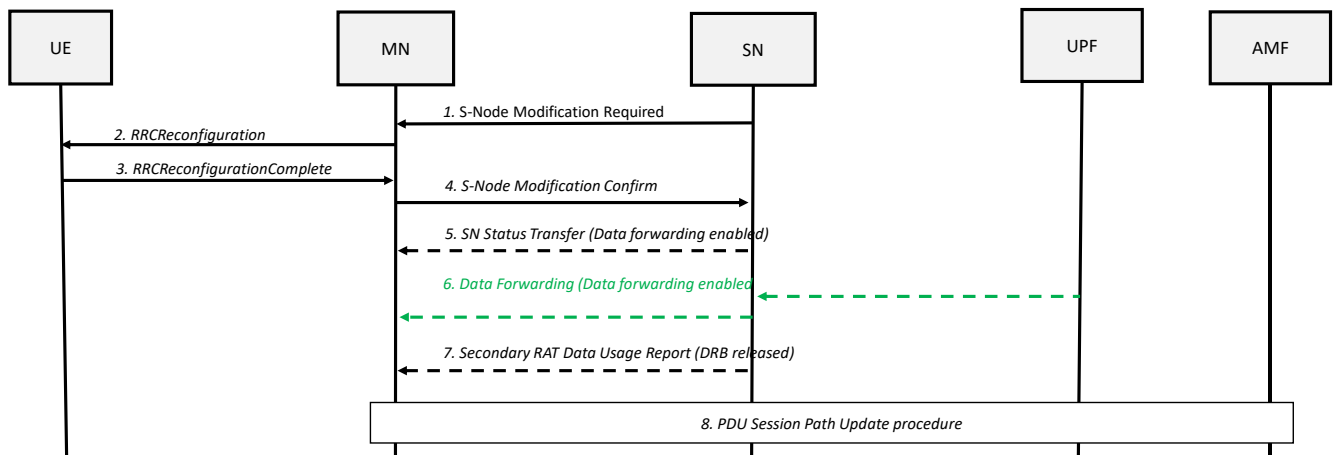 UE
MN
SN
UPF
AMF
1. S-Node Modification Required
2. RRCReconfiguration
3. RRCReconfigurationComplete
4. S-Node Modification Confirm
5. SN Status Transfer (Data forwarding enabled)
6. Data Forwarding (Data forwarding enabled
7. Secondary RAT Data Usage Report (DRB released)
8. PDU Session Path Update procedure